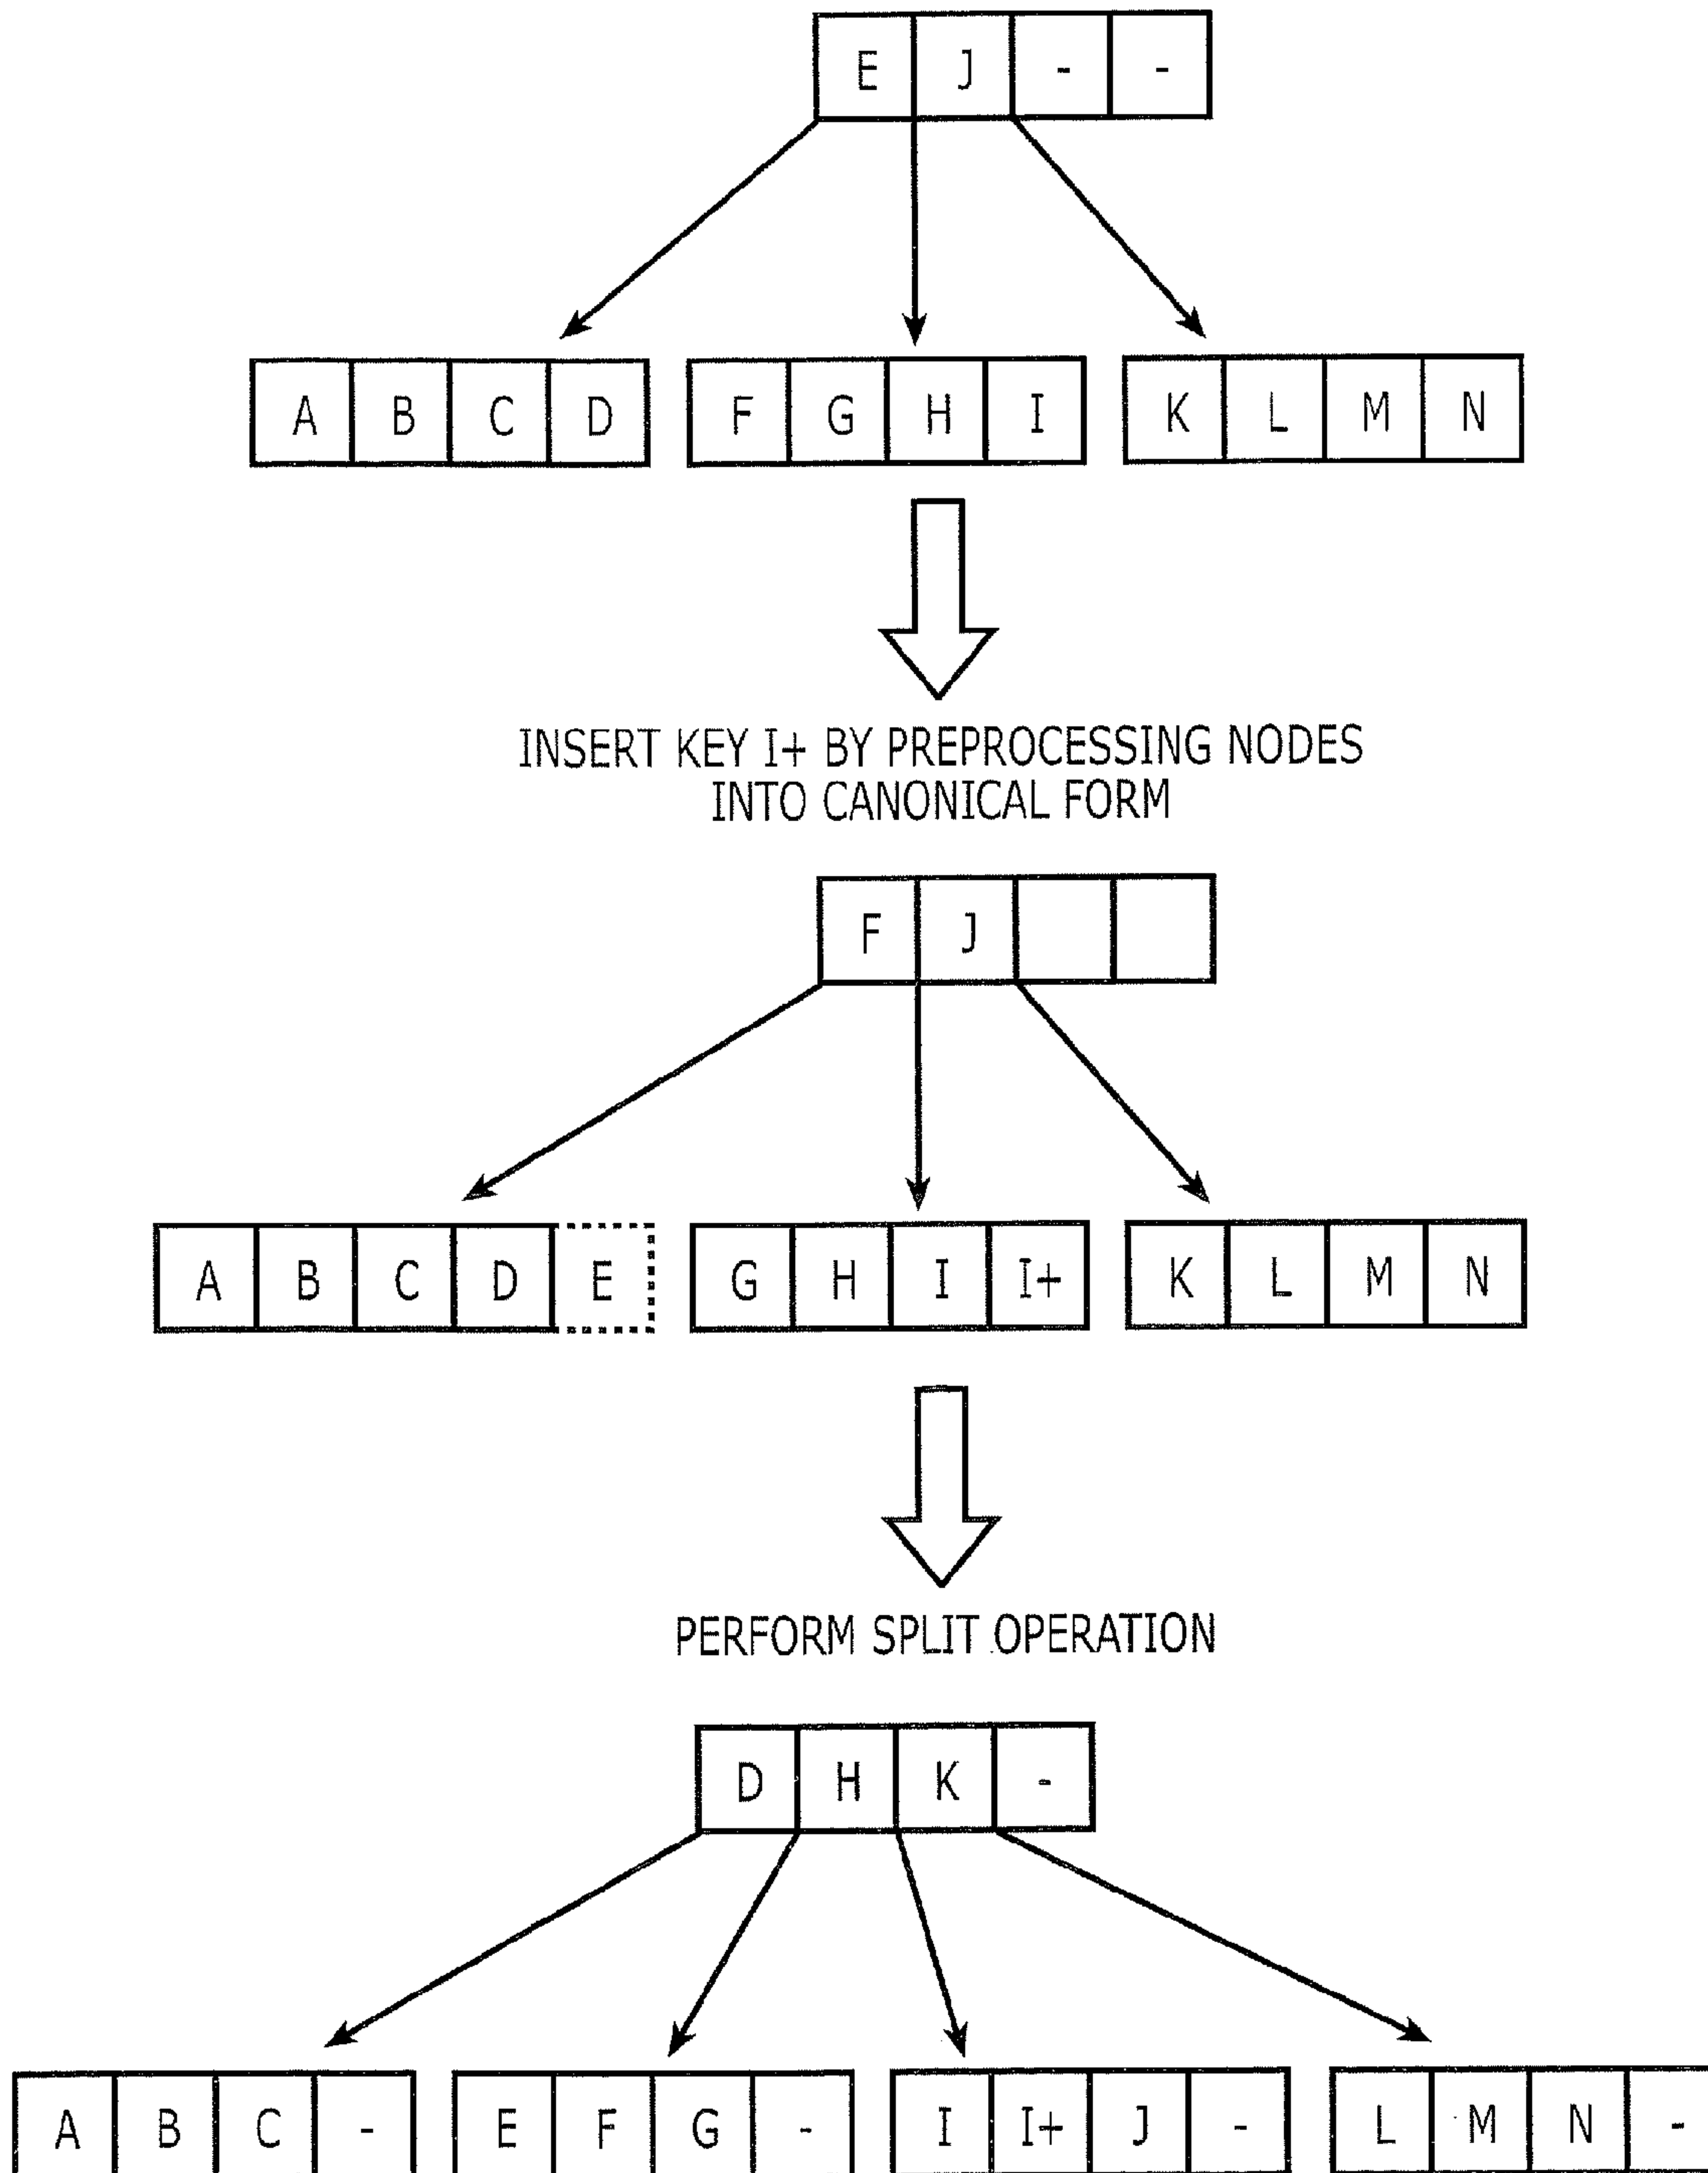 E J - -
A B C D F G H I K L M N
INSERT KEY I+ BY PREPROCESSING NODES
INTO CANONICAL FORM
F J
A B C D E G H I I+ K L M N
PERFORM SPLIT OPERATION
D H K -
A B C - E F G - I I+ J - L M N -